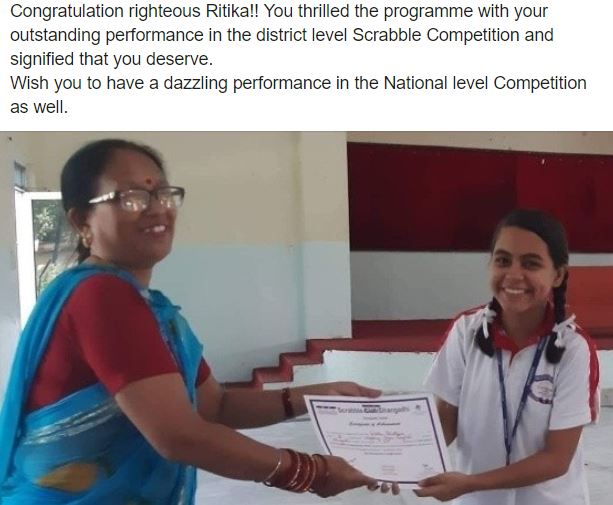 Congratulation righteous Ritika!! You thrilled the programme with your
outstanding performance in the district level Scrabble Competition and
signified that you deserve.
Wish you to have a dazzling performance in the National level Competition
as well.
Scrabble Club Dhangadhi
Certificate of Achievement